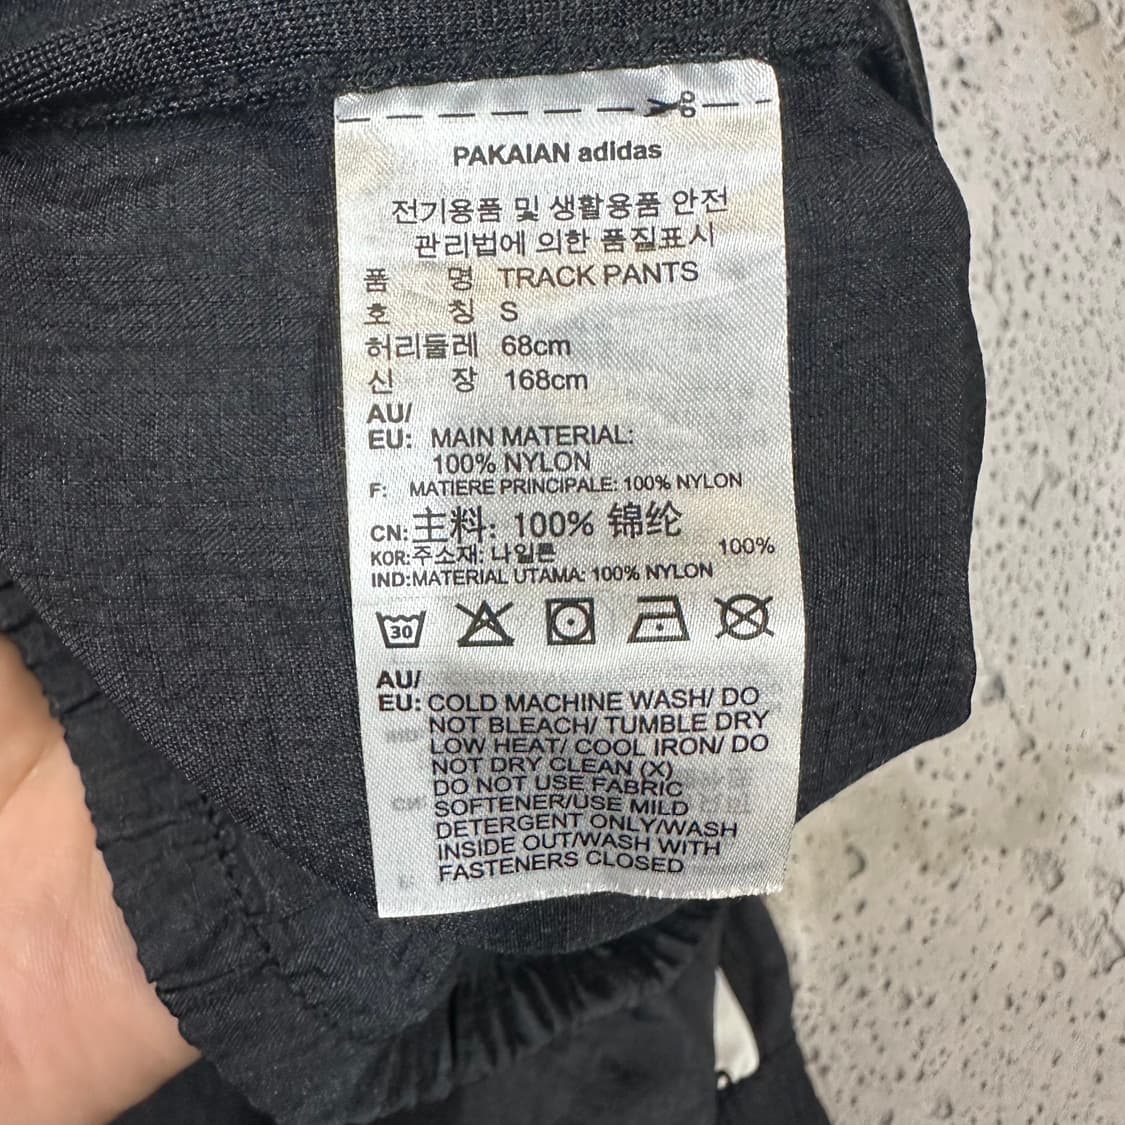 PAKAIAN adidas
전기용품 및 생활용품 안전
관리법에 의한 품질표시
품 명 TRACK PANTS
호 칭 S
허리둘레 68cm
신 장 168cm
AU/
EU: MAIN MATERIAL:
100% NYLON
F: MATIERE PRINCIPALE: 100% NYLON
CN: 主料: 100% 锦纶
KOR: 주소재: 나일론 100%
IND: MATERIAL UTAMA: 100% NYLON
30
AU/
EU: COLD MACHINE WASH/ DO
NOT BLEACH/ TUMBLE DRY
LOW HEAT/ COOL IRON/ DO
NOT DRY CLEAN (X)
DO NOT USE FABRIC
SOFTENER/USE MILD
DETERGENT ONLY/WASH
INSIDE OUT/WASH WITH
FASTENERS CLOSED